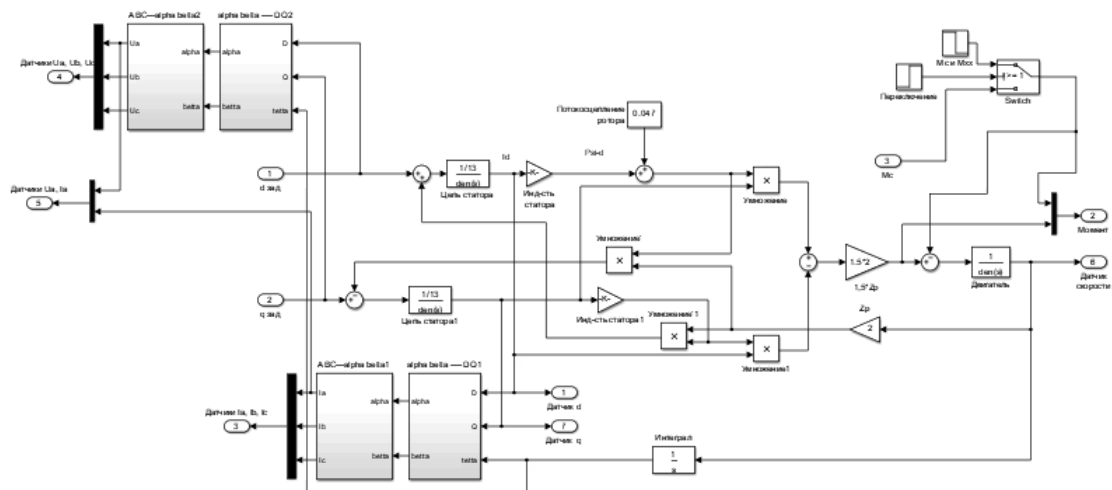 ABC—alpha betta2
alpha betta —- DQ2
Ua
Ub
Uc
alpha
betta
alpha
betta
D
Q
tetta
Датчики Ua, Ub, Uc
4
Датчики Ua, Ia
5
1
d зад
2
q зад
1/13
den(s)
Цепь статора
Id
-K-
Инд-сть
статора
Psi-d
Потокосцепление
ротора
0.047
×
Умножение
Мс и Мхх
Переключение
>= 1
Switch
3
Мс
2
Момент
Умножение'
×
1.5*2
1,5*Zp
1
den(s)
Двигатель
6
Датчик
скорости
1/13
den(s)
Цепь статора1
-K-
Инд-сть статора1
Умножение'1
×
×
Умножение1
Zp
2
ABC—alpha betta1
alpha betta —- DQ1
Ia
Ib
Ic
alpha
betta
alpha
betta
D
Q
tetta
Датчики Ia, Ib, Ic
3
1
Датчик d
7
Датчик q
Интеграл
1
s